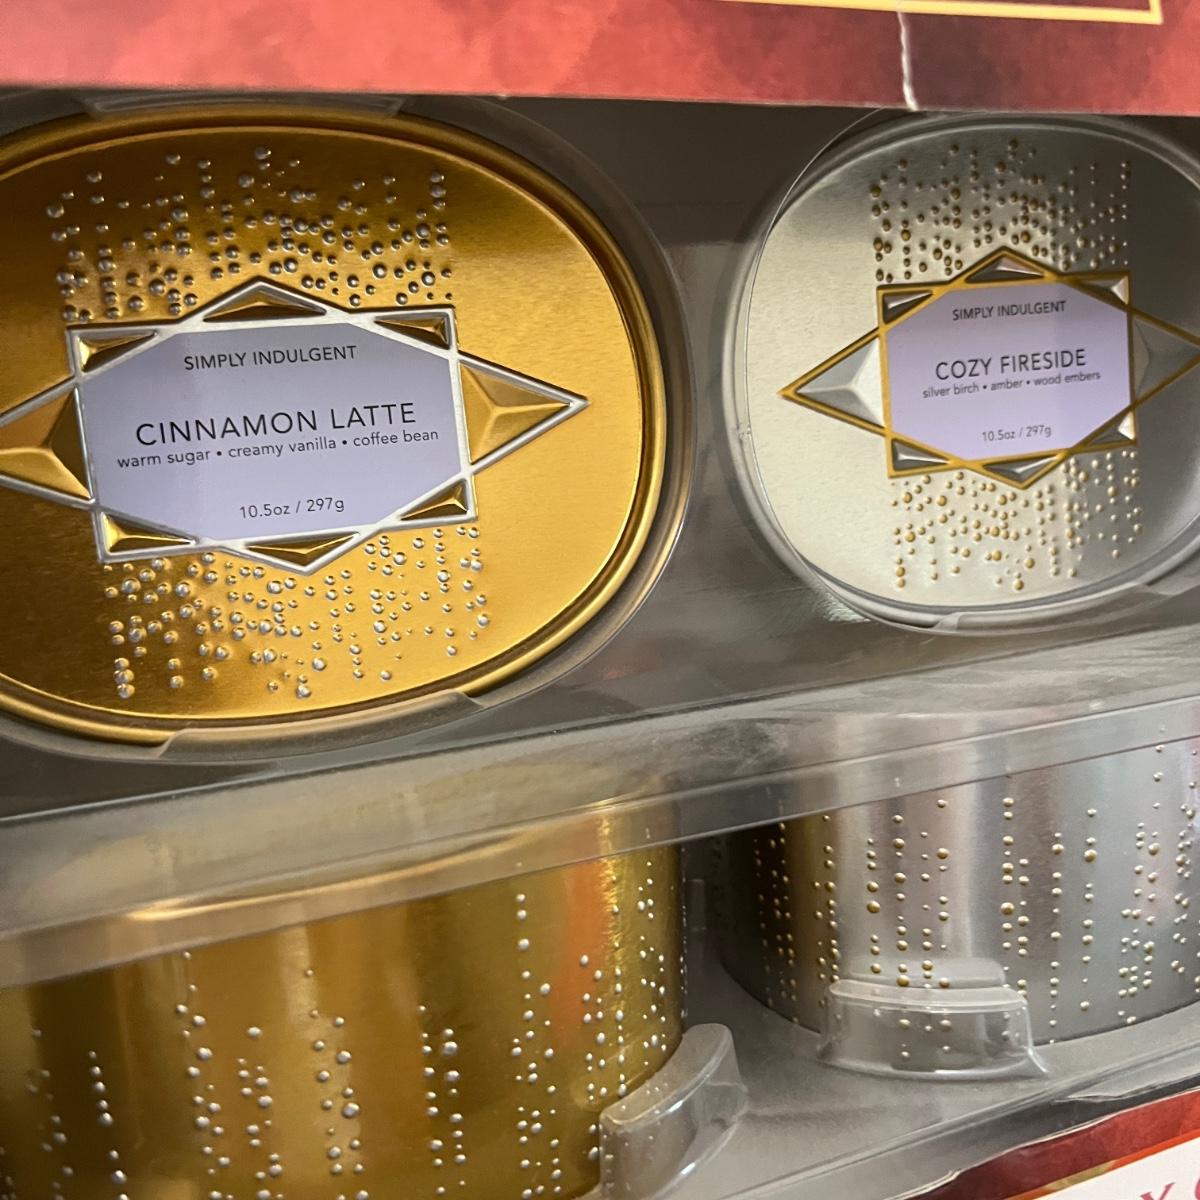 SIMPLY INDULGENT
CINNAMON LATTE
warm sugar • creamy vanilla • coffee bean
10.5oz / 297g
SIMPLY INDULGENT
COZY FIRESIDE
silver birch • amber • wood embers
10.5oz / 297g